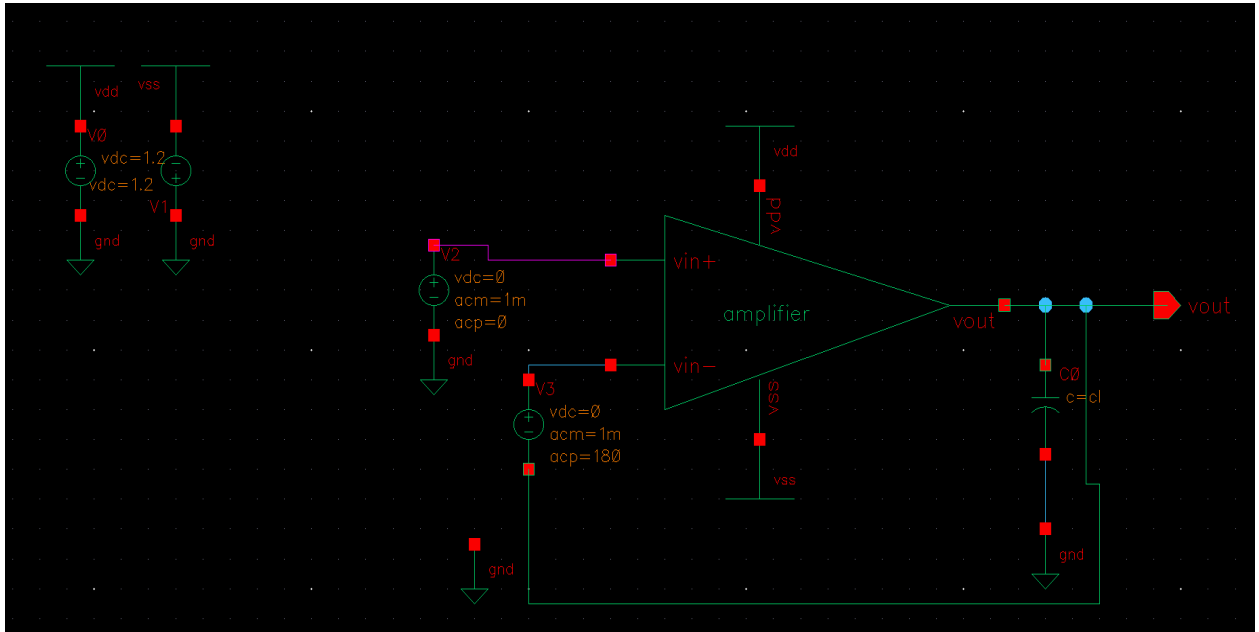 vdd
vss
V0
vdc=1.2
vdc=1.2
V1
gnd
gnd
V2
vdc=0
acm=1m
acp=0
gnd
V3
vdc=0
acm=1m
acp=180
gnd
vdd
vdd
vin+
amplifier
vin-
vout
vss
vss
vout
C0
c=cl
gnd